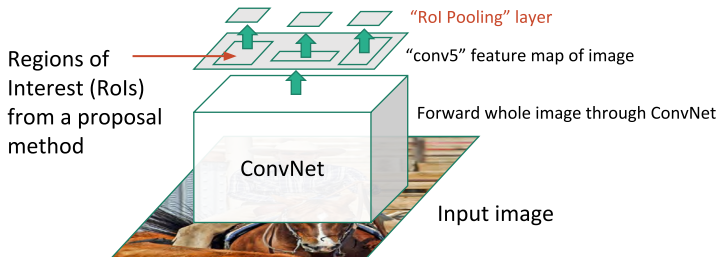 “RoI Pooling” layer
“conv5” feature map of image
Regions of
Interest (RoIs)
from a proposal
method
Forward whole image through ConvNet
ConvNet
Input image